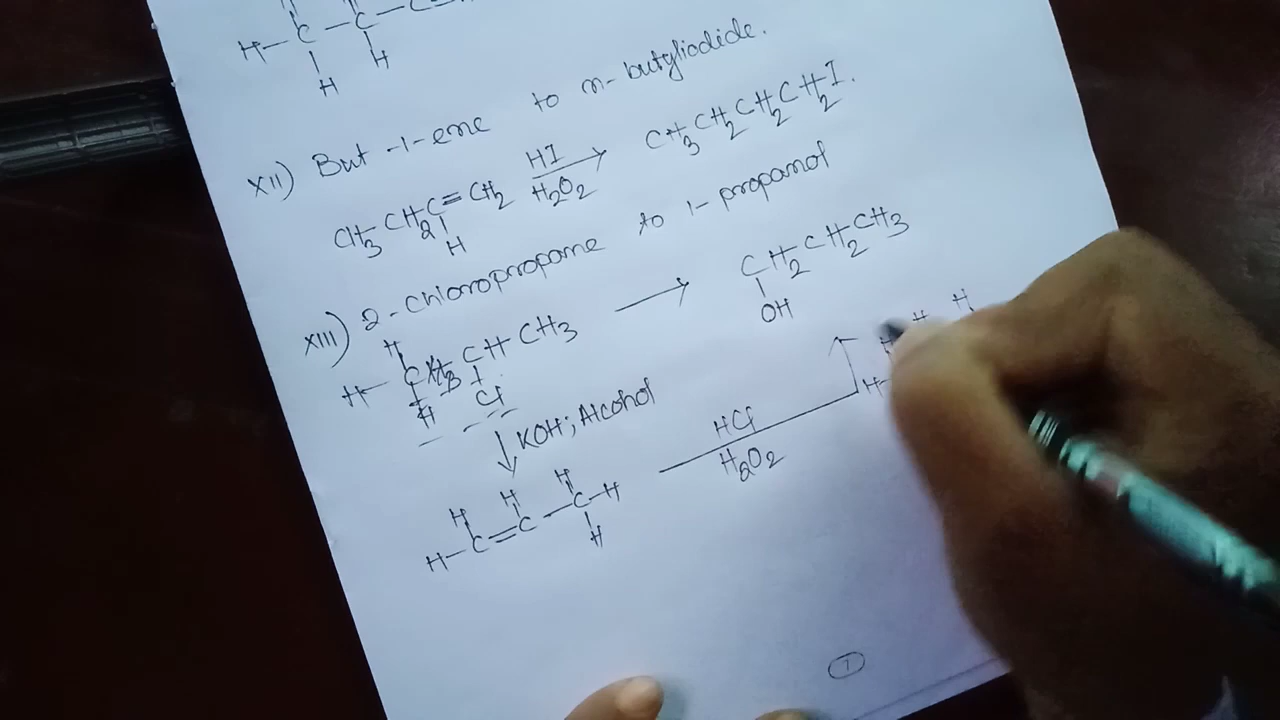 H - C - C - C
H H
XII) But -1-ene to n-butyliodide.
CH3CH2C=CH2 HI H2O2 → CH3CH2CH2CH2I.
H
XIII) 2-chloropropane to 1-propanol
H
H CH CH3 → CH2CH2CH3
H Cl OH
↓ KOH; Alcohol
HCl
H2O2
H H H
H-C=C-C-H
H
H H
H-
7